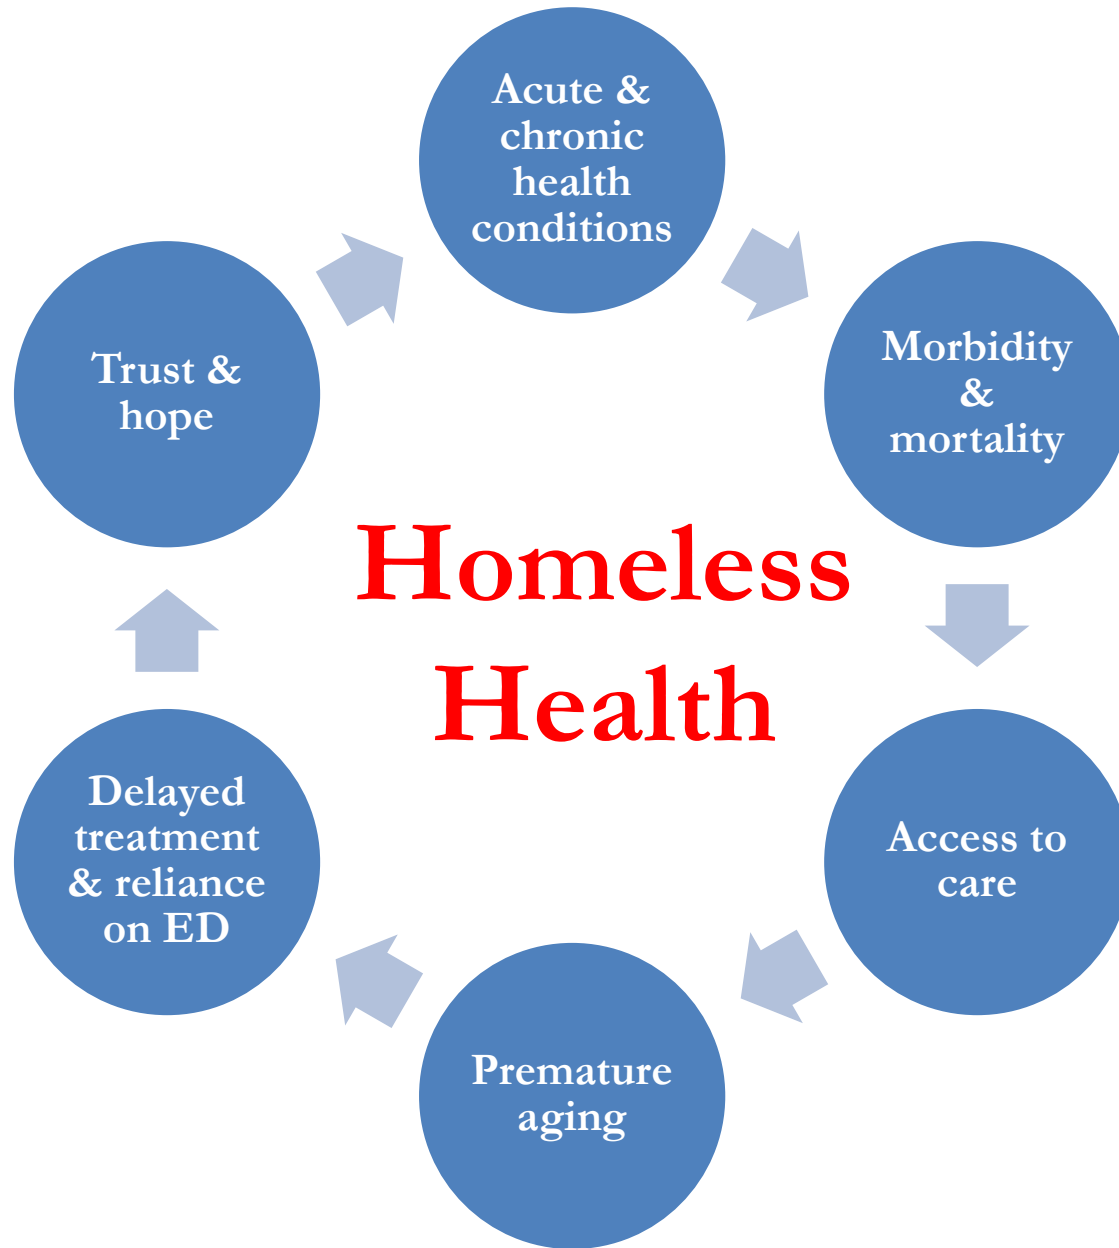 Acute &
chronic
health
conditions
Morbidity
&
mortality
Access to
care
Premature
aging
Delayed
treatment
& reliance
on ED
Trust &
hope
Homeless
Health